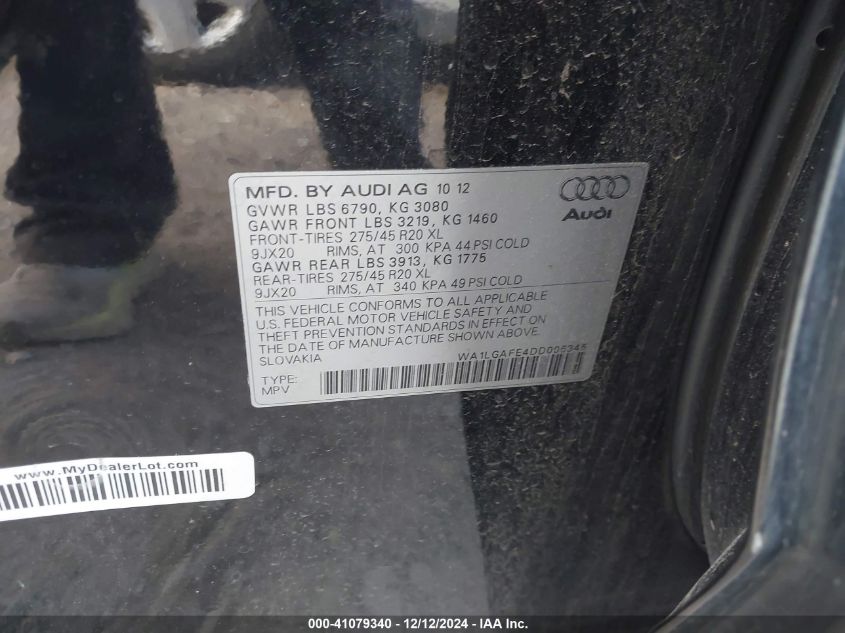 MFD. BY AUDI AG 10 12
GVWR LBS 6790, KG 3080
GAWR FRONT LBS 3219, KG 1460
FRONT-TIRES 275/45 R20 XL
9JX20 RIMS, AT 300 KPA 44 PSI COLD
GAWR REAR LBS 3913, KG 1775
REAR-TIRES 275/45 R20 XL
9JX20 RIMS, AT 340 KPA 49 PSI COLD
THIS VEHICLE CONFORMS TO ALL APPLICABLE
U.S. FEDERAL MOTOR VEHICLE SAFETY AND
THEFT PREVENTION STANDARDS IN EFFECT ON
THE DATE OF MANUFACTURE SHOWN ABOVE.
SLOVAKIA
WA1LGAFE4DD005345
TYPE:
MPV
Audi
www.MyDealerLot.com
000-41079340 - 12/12/2024 - IAA, Inc.